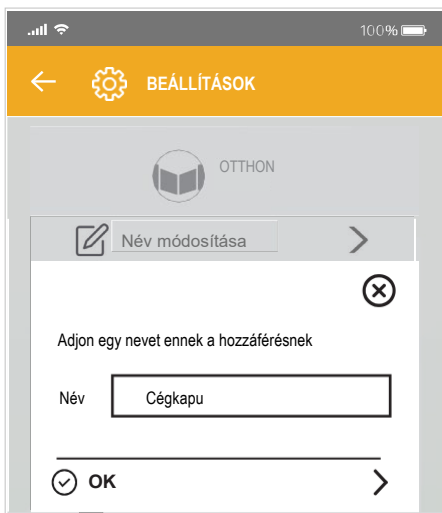 100%
BEÁLLÍTÁSOK
OTTHON
Név módosítása
Adjon egy nevet ennek a hozzáférésnek
Név Cégkapu
OK